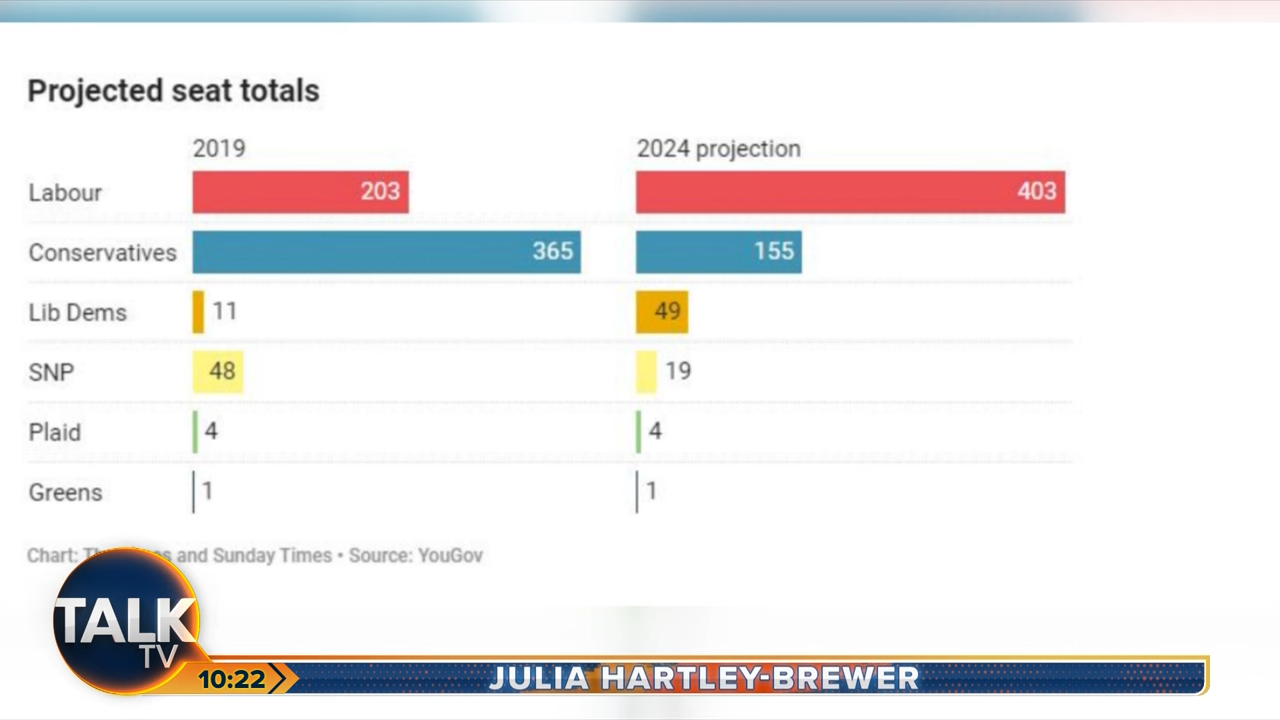 Projected seat totals
2019 2024 projection
Labour 203 403
Conservatives 365 155
Lib Dems 11 49
SNP 48 19
Plaid 4 4
Greens 1 1
Chart: and Sunday Times • Source: YouGov
TALK
TV
10:22 JULIA HARTLEY-BREWER